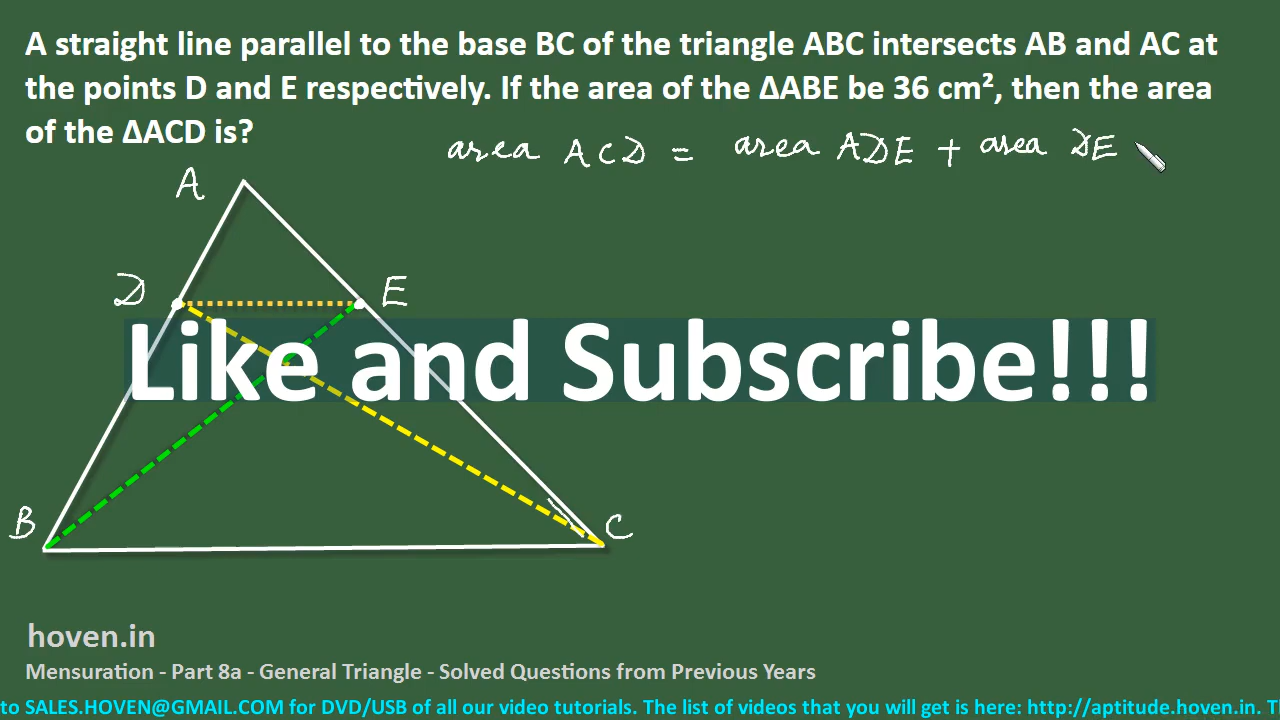 A straight line parallel to the base BC of the triangle ABC intersects AB and AC at
the points D and E respectively. If the area of the ΔABE be 36 cm², then the area
of the ΔACD is?
area ACD = area ADE + area DE
A
D
E
Like and Subscribe!!!
B
C
hoven.in
Mensuration - Part 8a - General Triangle - Solved Questions from Previous Years
to SALES.HOVEN@GMAIL.COM for DVD/USB of all our video tutorials. The list of videos that you will get is here: http://aptitude.hoven.in. T